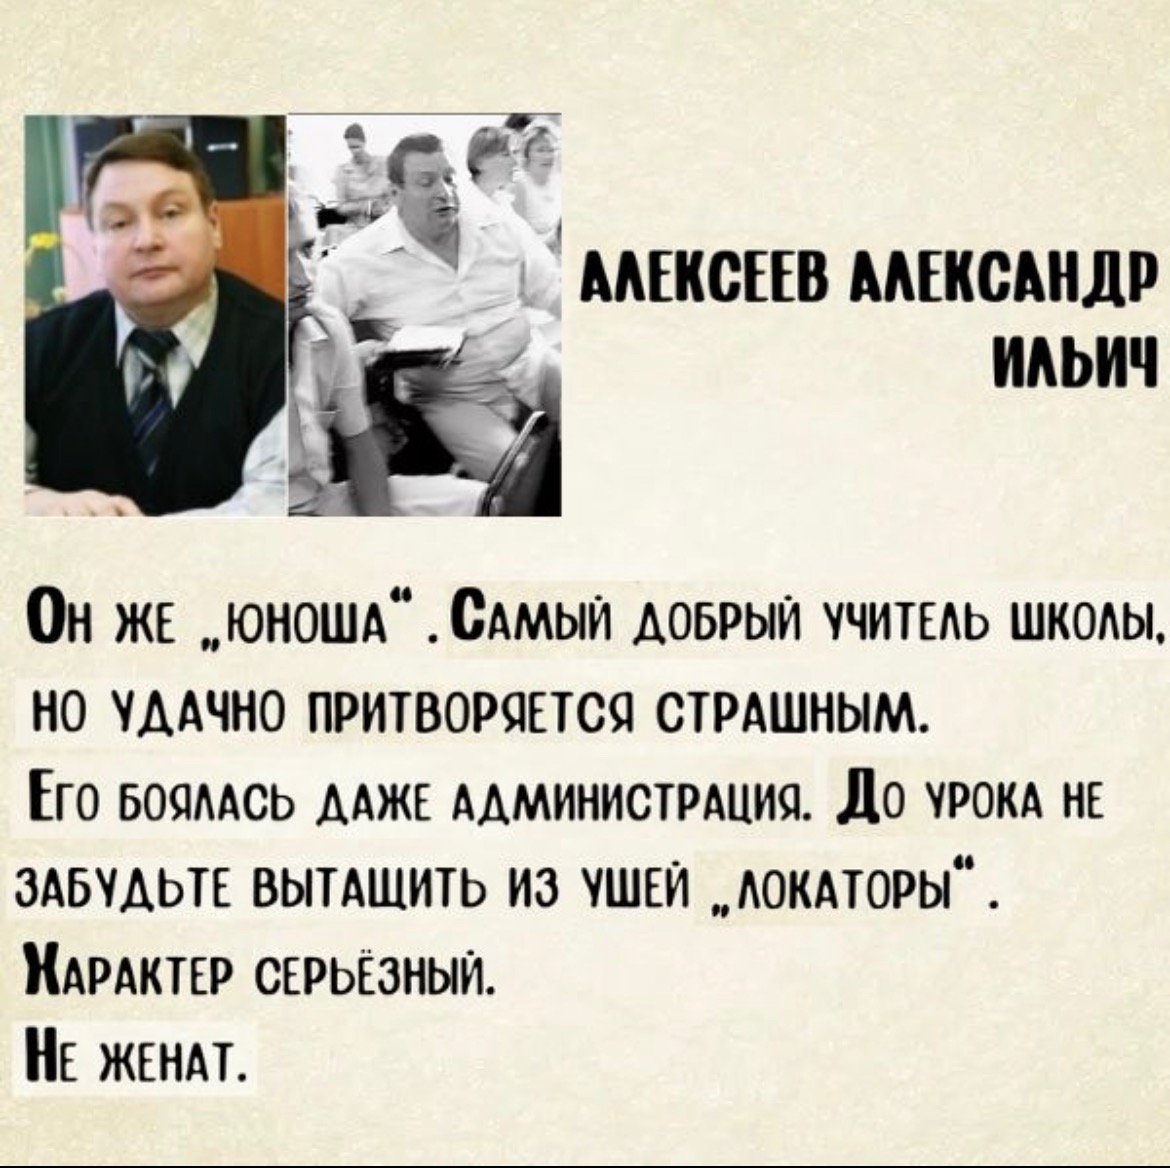 АЛЕКСЕЕВ АЛЕКСАНДР
ИЛЬИЧ
Он же „юноша“. Самый добрый учитель школы,
но удачно притворяется страшным.
Его боялась даже администрация. До урока не
забудьте вытащить из ушей „локаторы“.
Характер серьёзный.
Не женат.